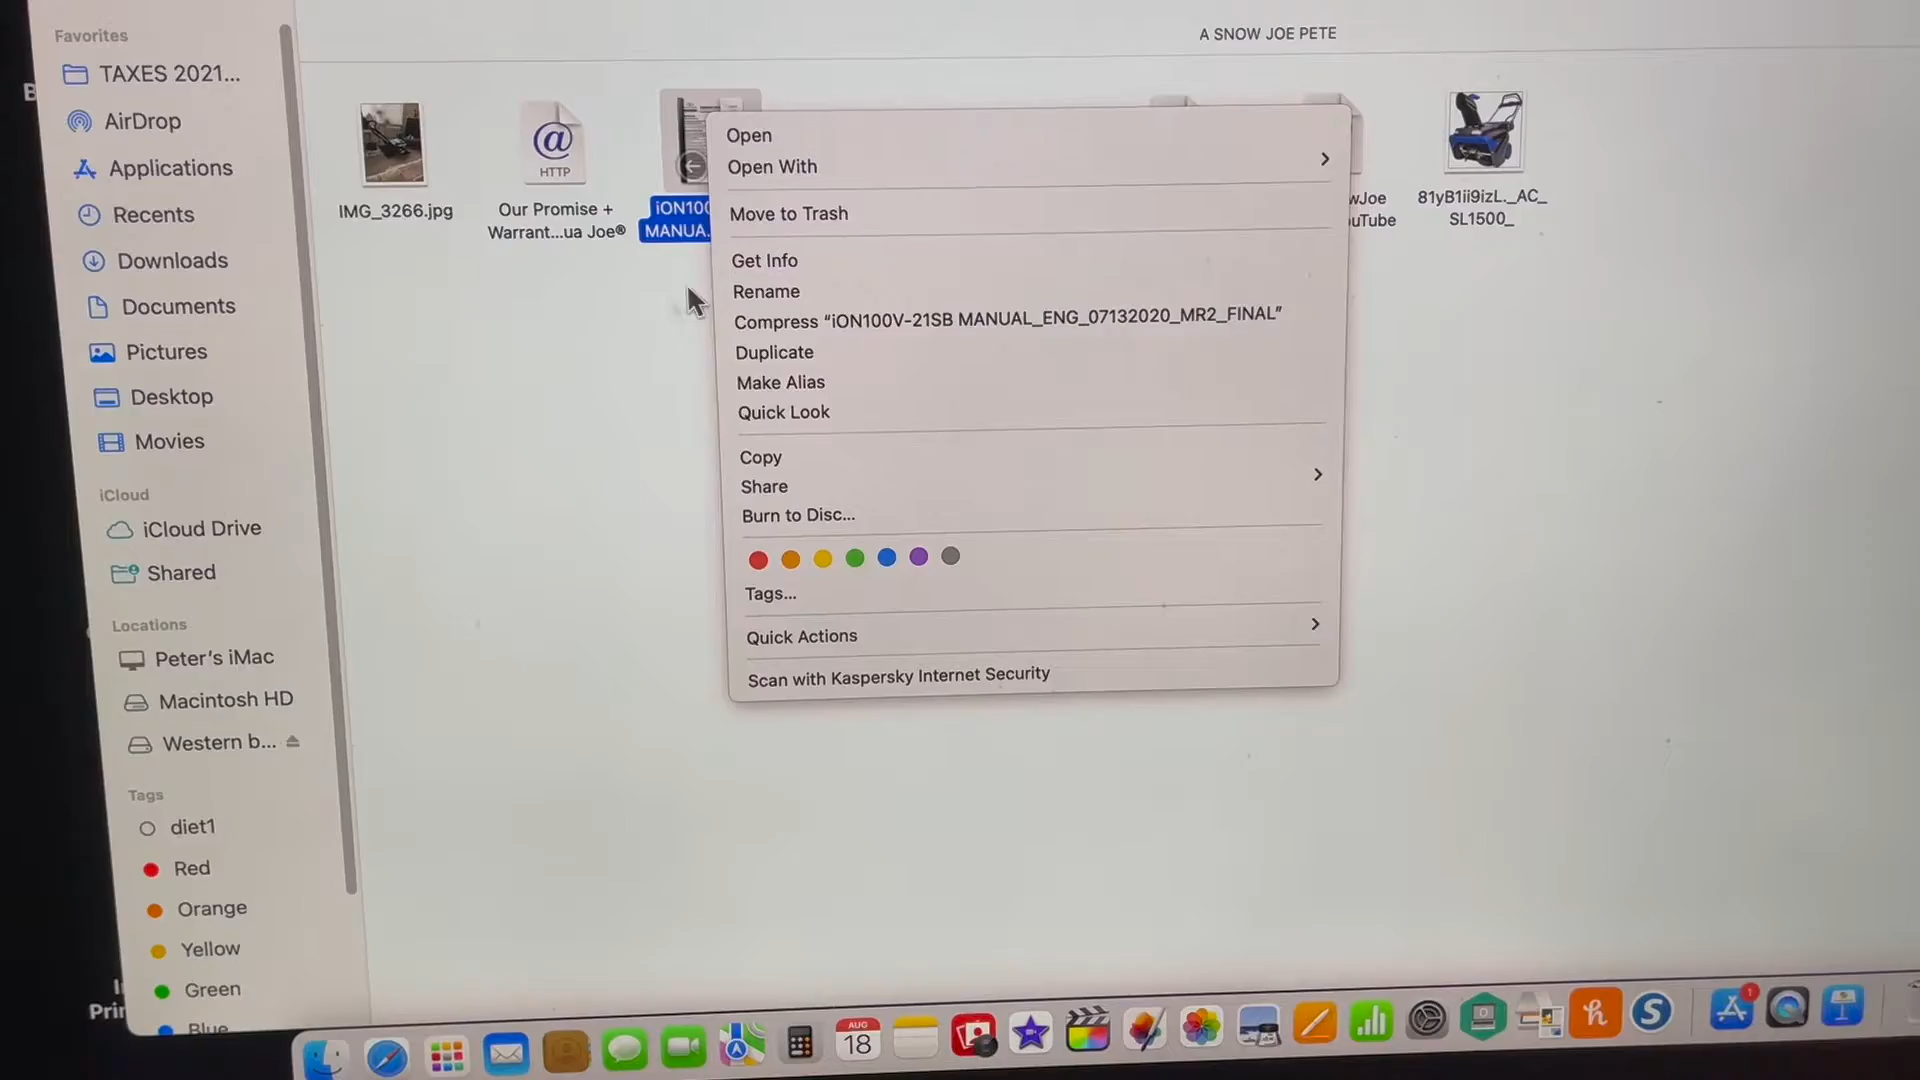 Favorites
TAXES 2021...
AirDrop
Applications
Recents
Downloads
Documents
Pictures
Desktop
Movies
iCloud
iCloud Drive
Shared
Locations
Peter's iMac
Macintosh HD
Western b...
Tags
diet1
Red
Orange
Yellow
Green
Blue
A SNOW JOE PETE
IMG_3266.jpg
HTTP
Our Promise +
Warrant...ua Joe®
iON100
MANUA.
wJoe
uTube
81yB1ii9izL._AC_
SL1500_
Open
Open With
Move to Trash
Get Info
Rename
Compress “iON100V-21SB MANUAL_ENG_07132020_MR2_FINAL”
Duplicate
Make Alias
Quick Look
Copy
Share
Burn to Disc...
Tags...
Quick Actions
Scan with Kaspersky Internet Security
AUG
18
1